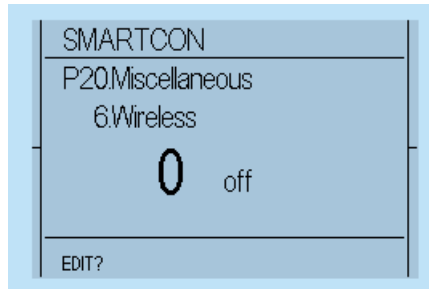 SMARTCON
P20.Miscellaneous
6.Wireless
0 off
EDIT?